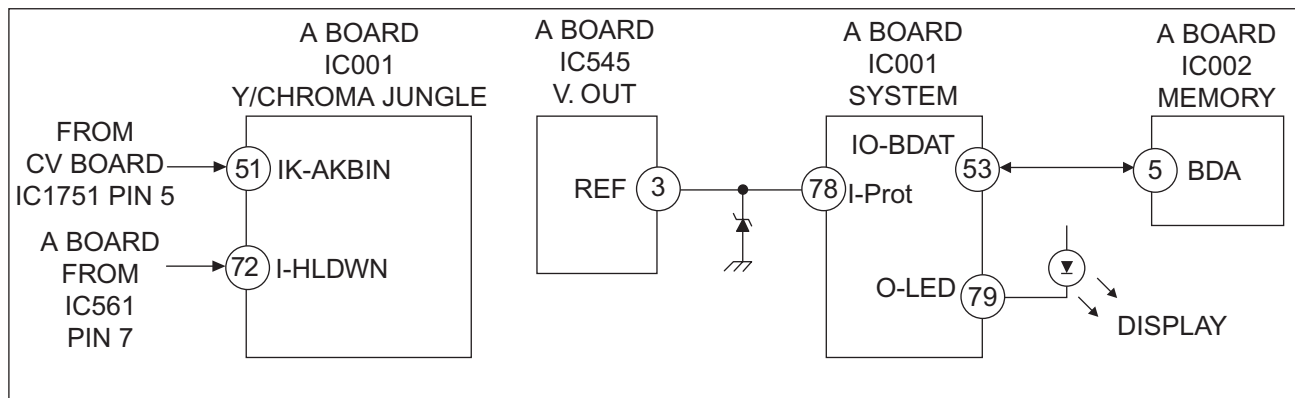 A BOARD
IC001
Y/CHROMA JUNGLE
FROM
CV BOARD
IC1751 PIN 5
51
IK-AKBIN
A BOARD
FROM
IC561
PIN 7
72
I-HLDWN
A BOARD
IC545
V. OUT
REF
3
A BOARD
IC001
SYSTEM
IO-BDAT
53
78
I-Prot
O-LED
79
DISPLAY
A BOARD
IC002
MEMORY
5
BDA